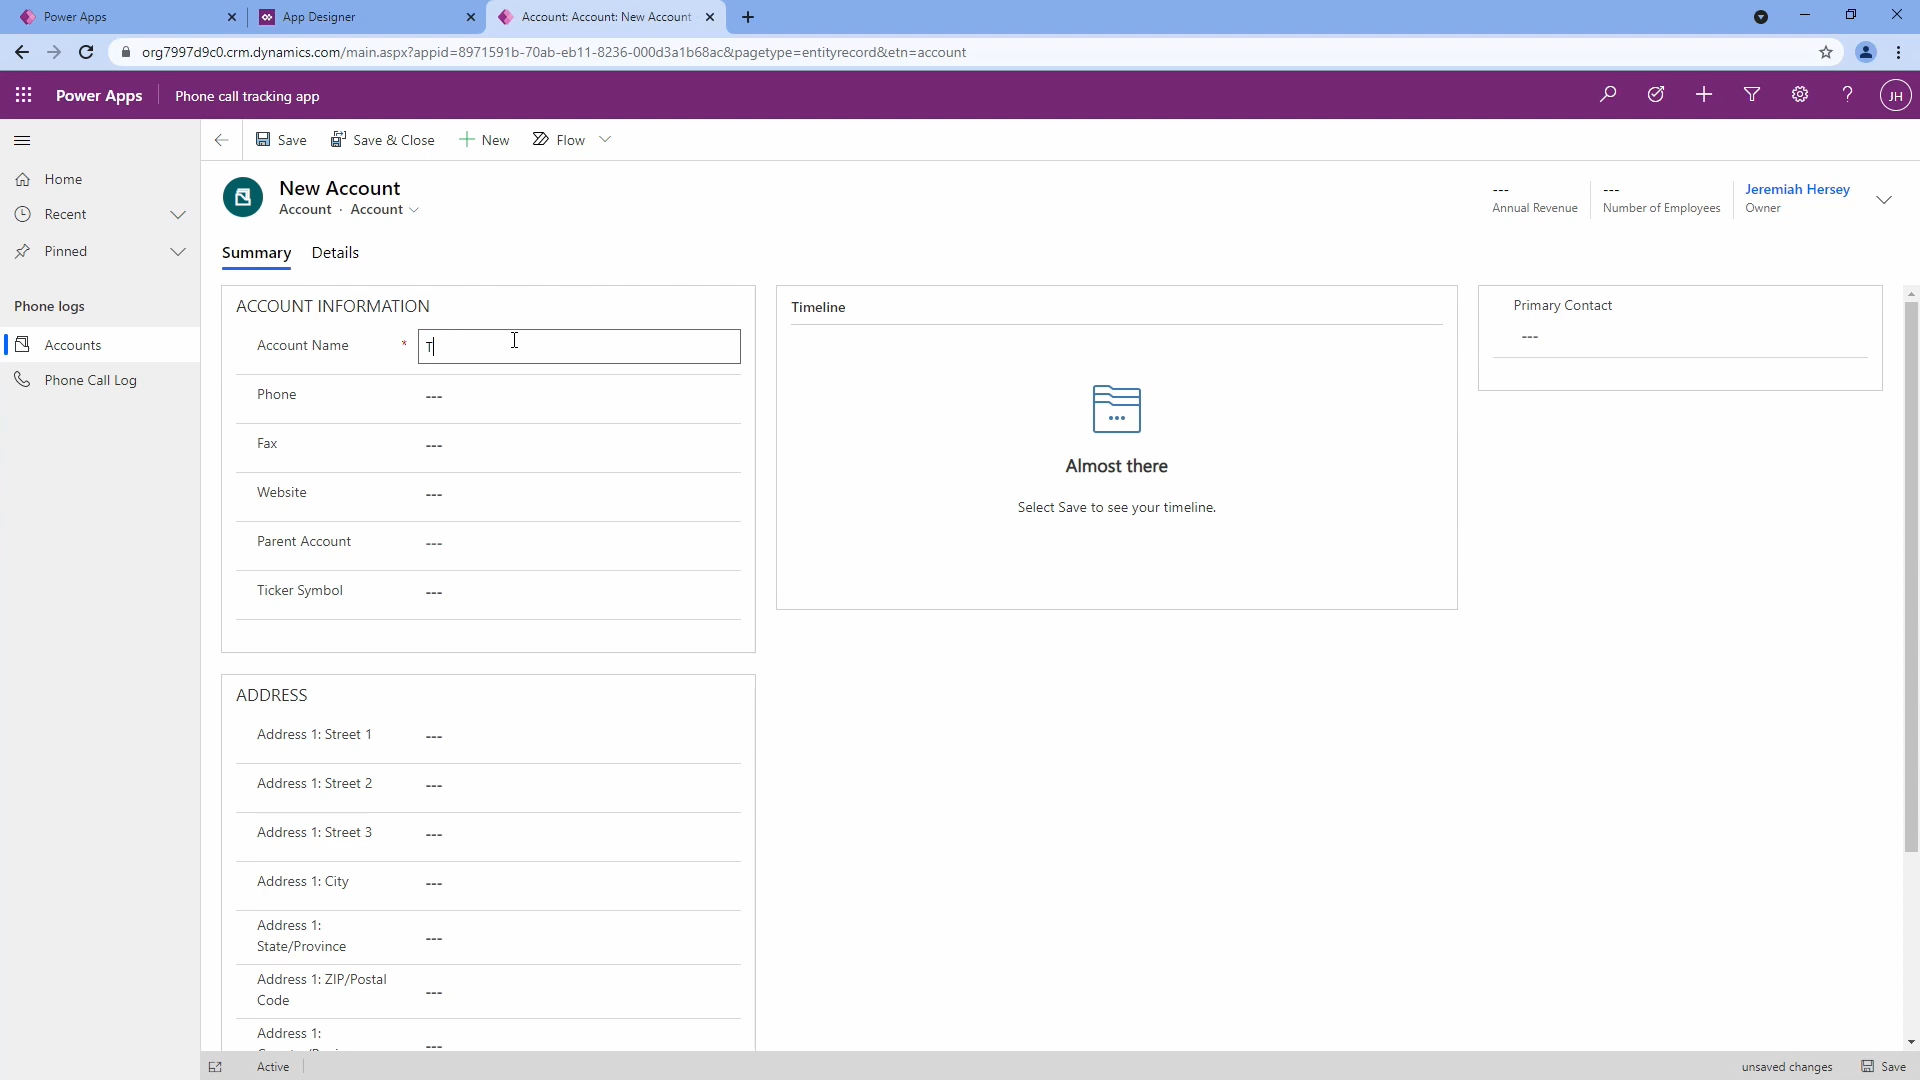 Power Apps
App Designer
Account: Account: New Account
org7997d9c0.crm.dynamics.com/main.aspx?appid=8971591b-70ab-eb11-8236-000d3a1b68ac&pagetype=entityrecord&etn=account
Power Apps
Phone call tracking app
JH
Save
Save & Close
New
Flow
Home
Recent
Pinned
Phone logs
Accounts
Phone Call Log
New Account
Account · Account
---
Annual Revenue
---
Number of Employees
Jeremiah Hersey
Owner
Summary
Details
ACCOUNT INFORMATION
Account Name * T
Phone ---
Fax ---
Website ---
Parent Account ---
Ticker Symbol ---
Timeline
Almost there
Select Save to see your timeline.
Primary Contact
---
ADDRESS
Address 1: Street 1 ---
Address 1: Street 2 ---
Address 1: Street 3 ---
Address 1: City ---
Address 1:
State/Province ---
Address 1: ZIP/Postal
Code ---
Address 1:
---
Active
unsaved changes
Save